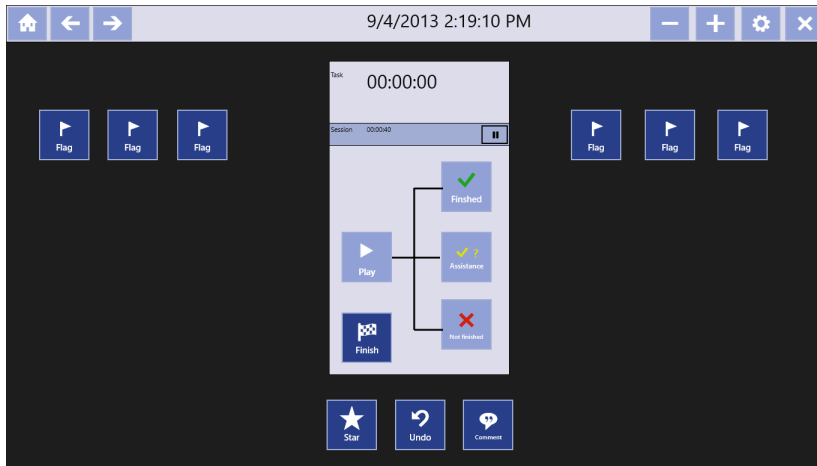 9/4/2013 2:19:10 PM
Task 00:00:00
Session 00:00:40
Flag Flag Flag
Flag Flag Flag
Finshed
Play
? Assistance
Not finished
Finish
Star Undo Comment